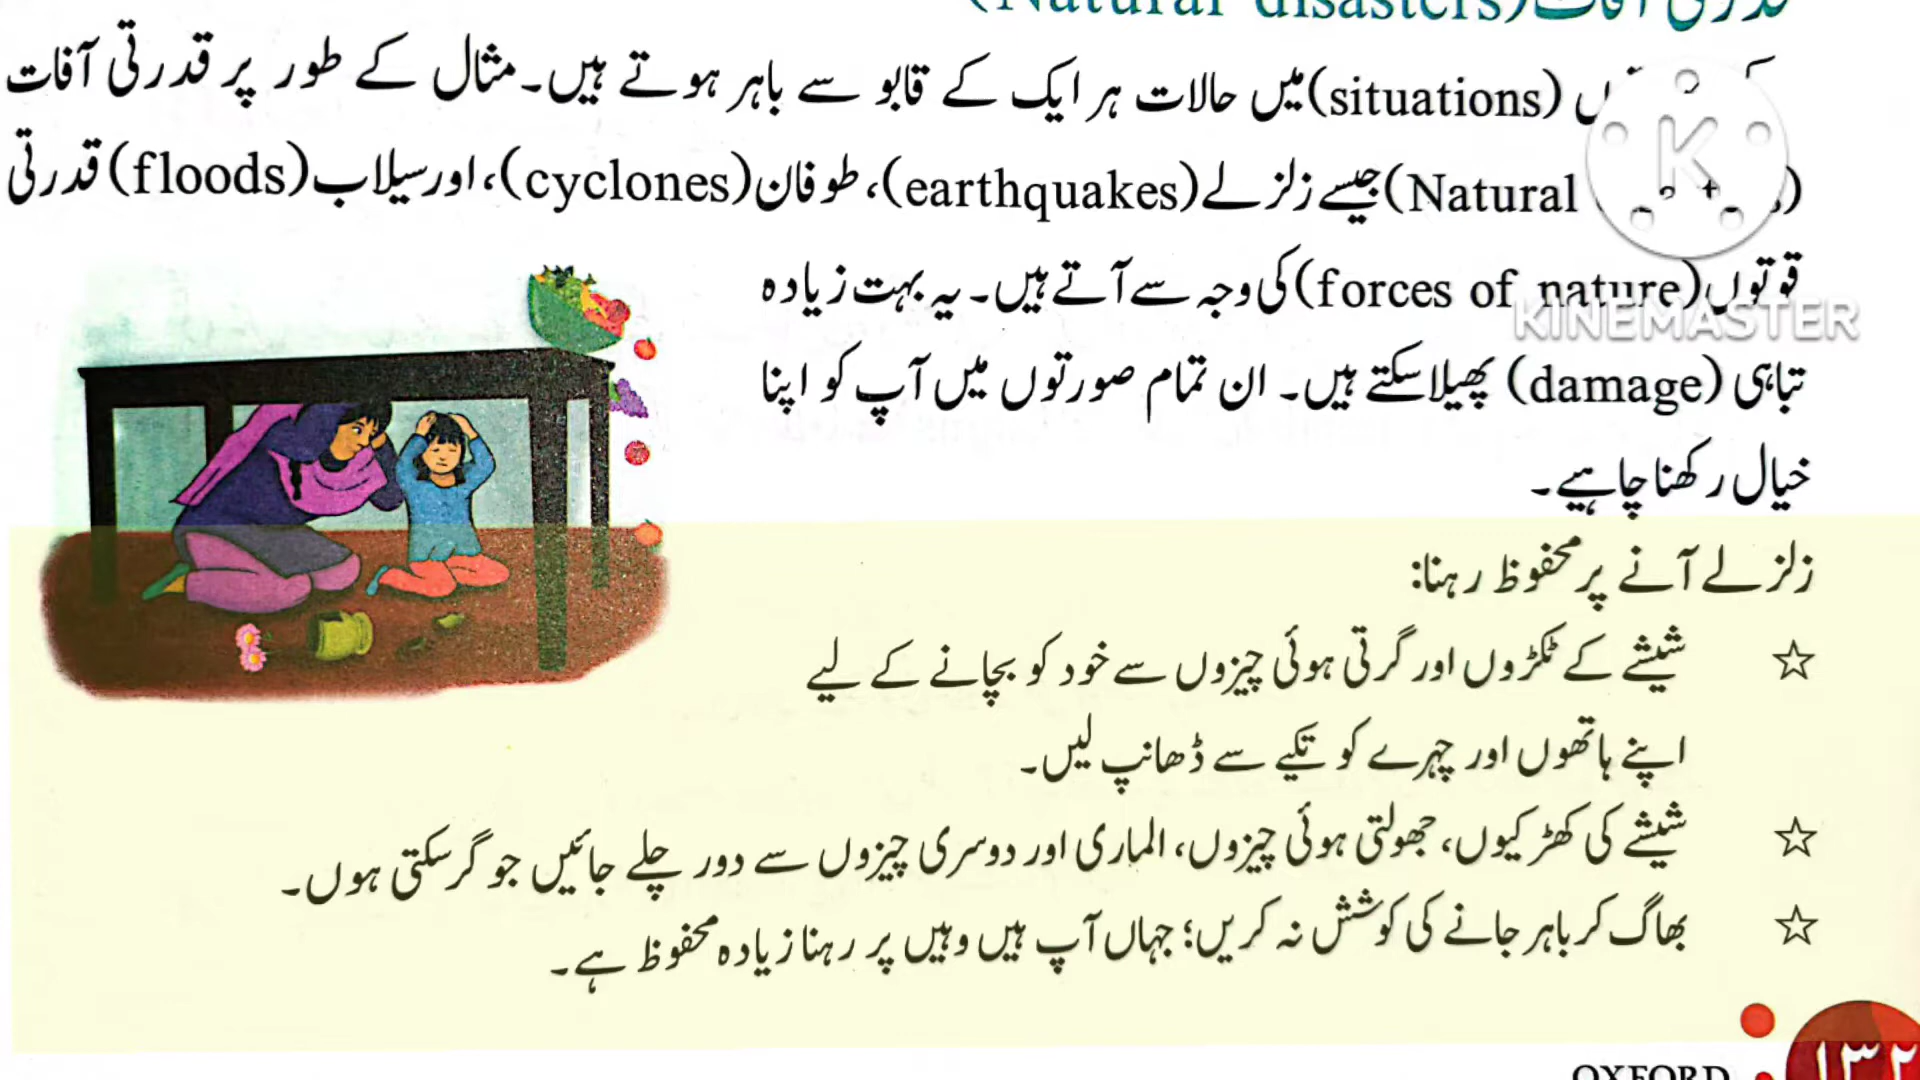 قدرتی آفات (Natural disasters)
(situations) میں حالات ہر ایک کے قابو سے باہر ہوتے ہیں۔ مثال کے طور پر قدرتی آفات
(Natural جیسے زلزلے (earthquakes)، طوفان (cyclones)، اور سیلاب (floods) قدرتی
قوتوں (forces of nature) کی وجہ سے آتے ہیں۔ یہ بہت زیادہ
تباہی (damage) پھیلا سکتے ہیں۔ ان تمام صورتوں میں آپ کو اپنا
خیال رکھنا چاہیے۔
زلزلے آنے پر محفوظ رہنا:
☆ شیشے کے ٹکڑوں اور گرتی ہوئی چیزوں سے خود کو بچانے کے لیے
اپنے ہاتھوں اور چہرے کو تکیے سے ڈھانپ لیں۔
☆ شیشے کی کھڑکیوں، جھولتی ہوئی چیزوں، الماری اور دوسری چیزوں سے دور چلے جائیں جو گر سکتی ہوں۔
☆ بھاگ کر باہر جانے کی کوشش نہ کریں؛ جہاں آپ ہیں وہیں پر رہنا زیادہ محفوظ ہے۔
K
KINEMASTER
OXFORD
۱۳۲